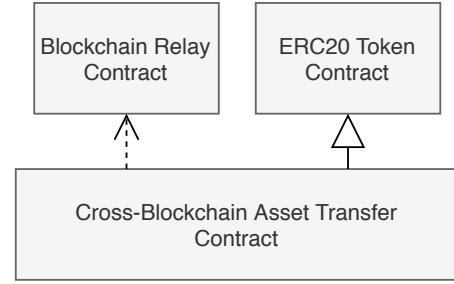 Blockchain Relay
Contract
ERC20 Token
Contract
Cross-Blockchain Asset Transfer
Contract